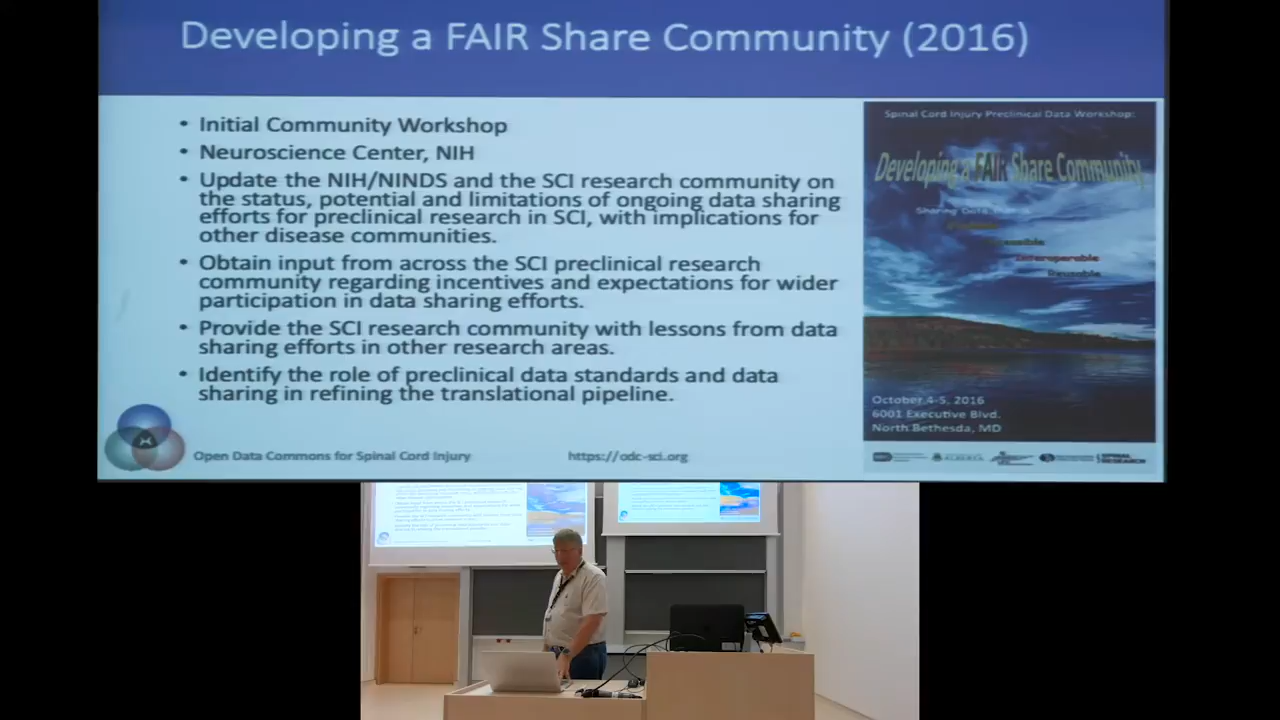 Developing a FAIR Share Community (2016)
• Initial Community Workshop
• Neuroscience Center, NIH
• Update the NIH/NINDS and the SCI research community on
the status, potential and limitations of ongoing data sharing
efforts for preclinical research in SCI, with implications for
other disease communities.
• Obtain input from across the SCI preclinical research
community regarding incentives and expectations for wider
participation in data sharing efforts.
• Provide the SCI research community with lessons from data
sharing efforts in other research areas.
• Identify the role of preclinical data standards and data
sharing in refining the translational pipeline.
Open Data Commons for Spinal Cord Injury
https://odc-sci.org
Spinal Cord Injury Preclinical Data Workshop:
Developing a FAIR Share Community
Interoperable
Reusable
October 4-5, 2016
6001 Executive Blvd.
North Bethesda, MD